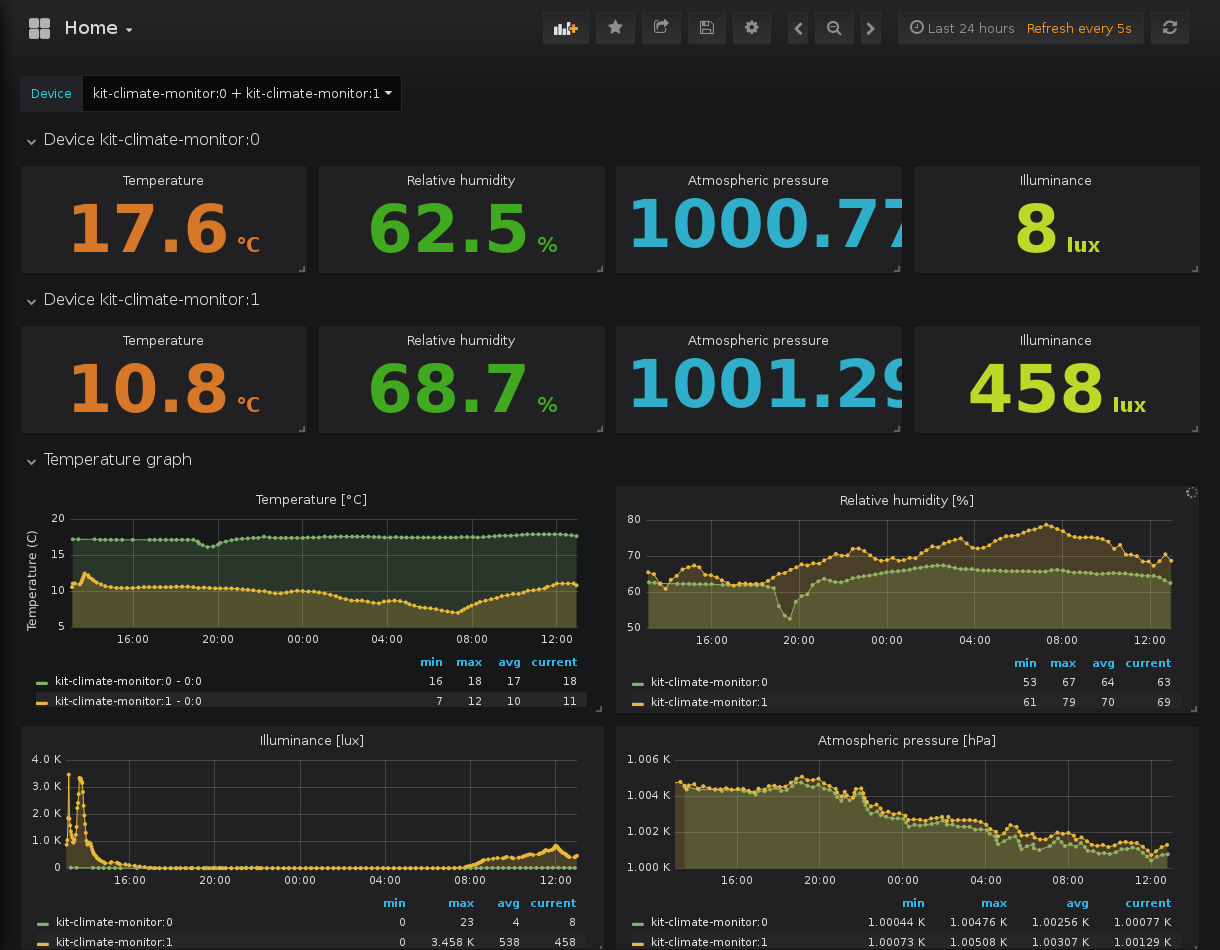 Home
Last 24 hours Refresh every 5s
Device kit-climate-monitor:0 + kit-climate-monitor:1
Device kit-climate-monitor:0
Temperature Relative humidity Atmospheric pressure Illuminance
17.6 °C 62.5 % 1000.77 8 lux
Device kit-climate-monitor:1
Temperature Relative humidity Atmospheric pressure Illuminance
10.8 °C 68.7 % 1001.29 458 lux
Temperature graph
Temperature [°C]
Temperature (C)
20
15
10
5
16:00 20:00 00:00 04:00 08:00 12:00
min max avg current
kit-climate-monitor:0 - 0:0 16 18 17 18
kit-climate-monitor:1 - 0:0 7 12 10 11
Relative humidity [%]
80
70
60
50
16:00 20:00 00:00 04:00 08:00 12:00
min max avg current
kit-climate-monitor:0 53 67 64 63
kit-climate-monitor:1 61 79 70 69
Illuminance [lux]
4.0 K
3.0 K
2.0 K
1.0 K
0
16:00 20:00 00:00 04:00 08:00 12:00
min max avg current
kit-climate-monitor:0 0 23 4 8
kit-climate-monitor:1 0 3.458 K 538 458
Atmospheric pressure [hPa]
1.006 K
1.004 K
1.002 K
1.000 K
16:00 20:00 00:00 04:00 08:00 12:00
min max avg current
kit-climate-monitor:0 1.00044 K 1.00476 K 1.00256 K 1.00077 K
kit-climate-monitor:1 1.00073 K 1.00508 K 1.00307 K 1.00129 K